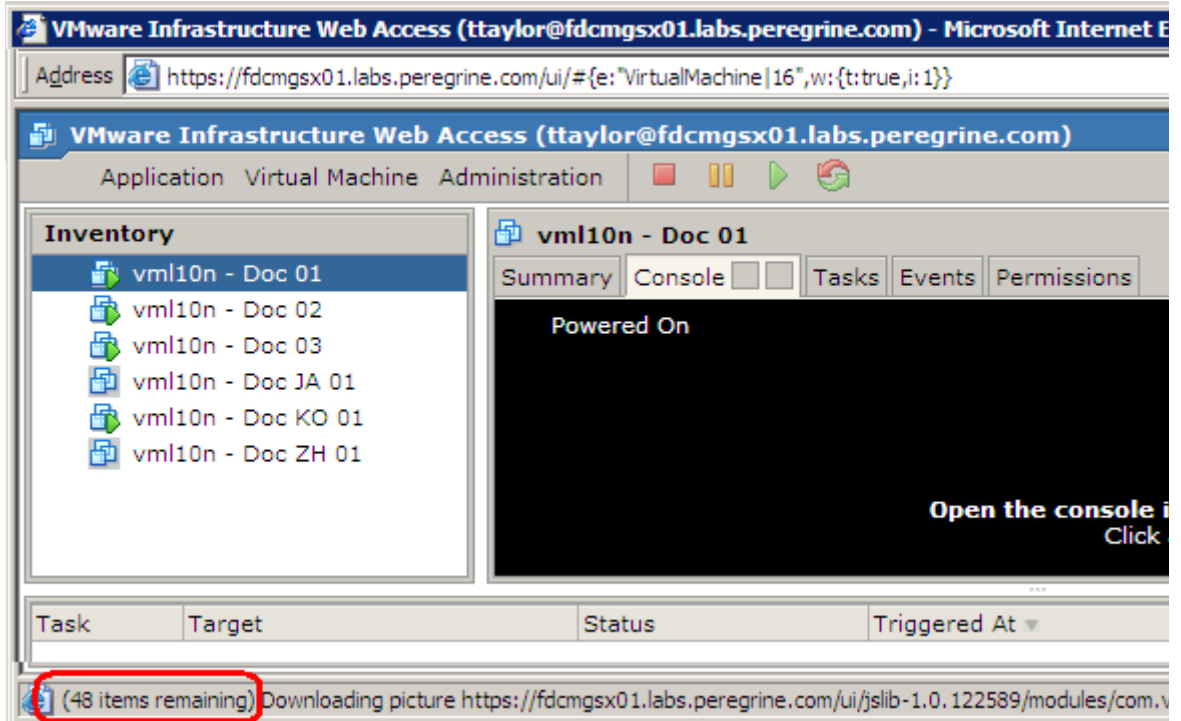 VMware Infrastructure Web Access (ttaylor@fdcmgsx01.labs.peregrine.com) - Microsoft Internet E
Address https://fdcmgsx01.labs.peregrine.com/ui/#{e:"VirtualMachine|16",w:{t:true,i:1}}
VMware Infrastructure Web Access (ttaylor@fdcmgsx01.labs.peregrine.com)
Application Virtual Machine Administration
Inventory
vml10n - Doc 01
vml10n - Doc 02
vml10n - Doc 03
vml10n - Doc JA 01
vml10n - Doc KO 01
vml10n - Doc ZH 01
vml10n - Doc 01
Summary Console Tasks Events Permissions
Powered On
Open the console i
Click
Task Target Status Triggered At
(48 items remaining) Downloading picture https://fdcmgsx01.labs.peregrine.com/ui/jslib-1.0.122589/modules/com.v